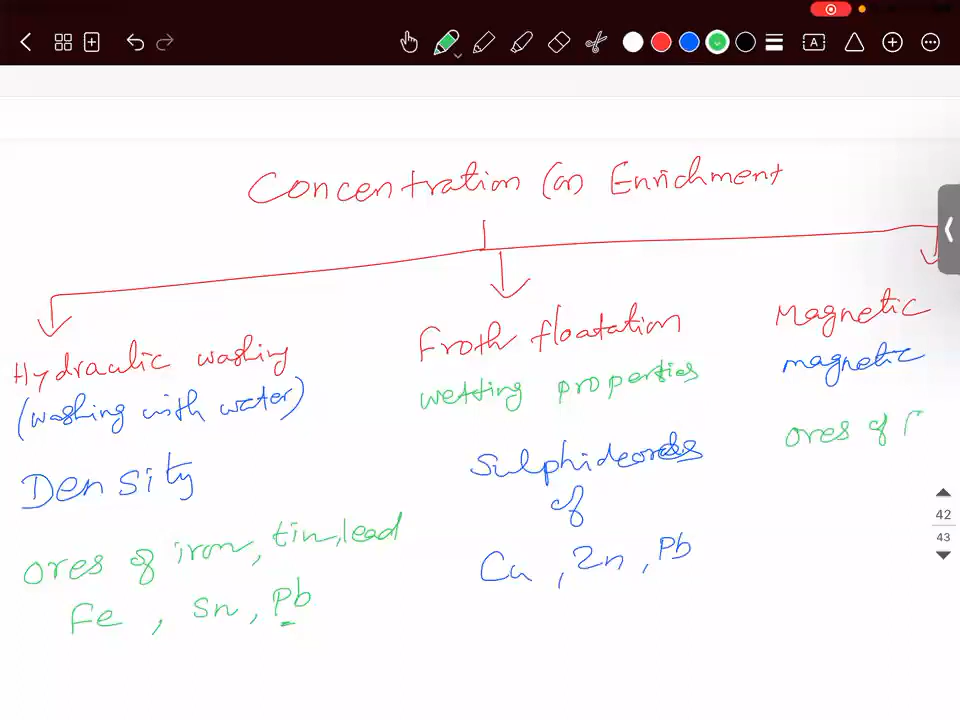 Concentration (or) Enrichment
Hydraulic washing
(washing with water)
Density
ores of iron, tin, lead
Fe, Sn, Pb
Froth floatation
wetting properties
Sulphide ores
of
Cu, Zn, Pb
Magnetic
magnetic
ores of
42
43
A